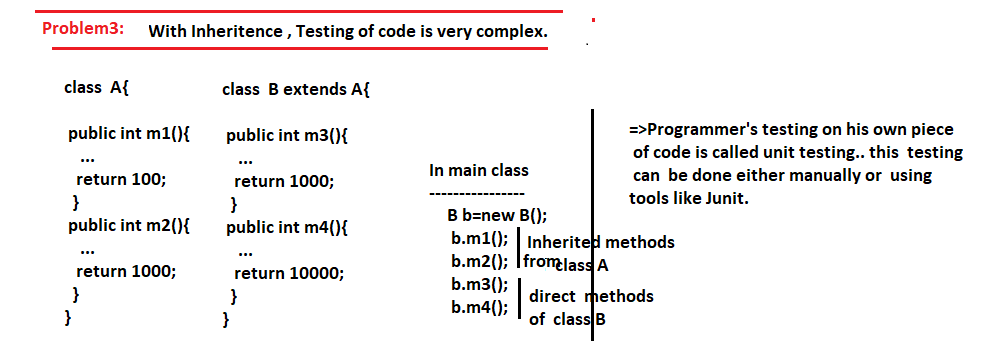 Problem3: With Inheritence , Testing of code is very complex.
class A{
public int m1(){
...
return 100;
}
public int m2(){
...
return 1000;
}
}
class B extends A{
public int m3(){
...
return 1000;
}
public int m4(){
...
return 10000;
}
}
In main class
----------------
B b=new B();
b.m1();
b.m2();
b.m3();
b.m4();
Inherited methods
from class A
direct methods
of class B
=>Programmer's testing on his own piece
of code is called unit testing.. this testing
can be done either manually or using
tools like Junit.